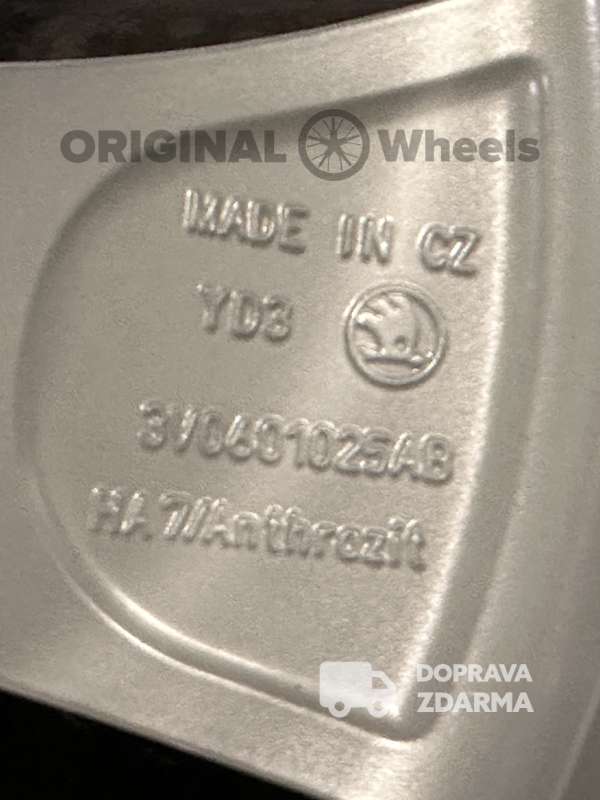 ORIGINAL Wheels
MADE IN CZ
YD3
3V0601025AB
HA 7/Anthrazit
DOPRAVA
ZDARMA